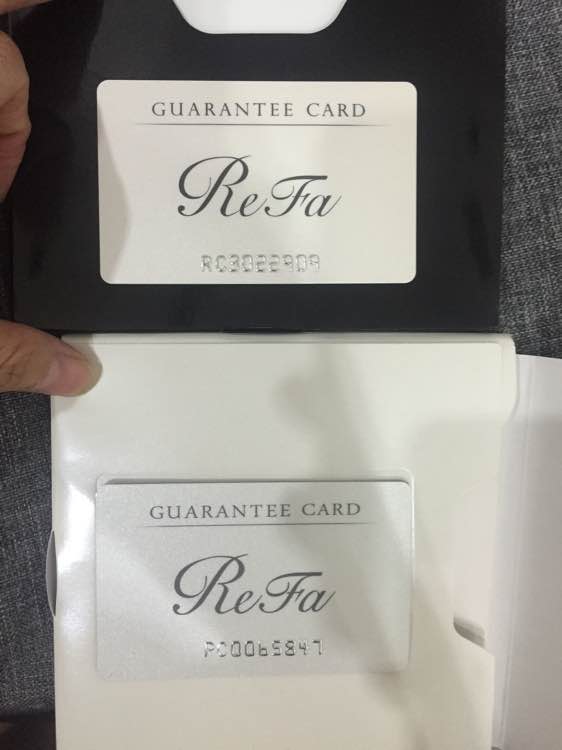 GUARANTEE CARD
ReFa
RC3022909
GUARANTEE CARD
ReFa
PC0065847